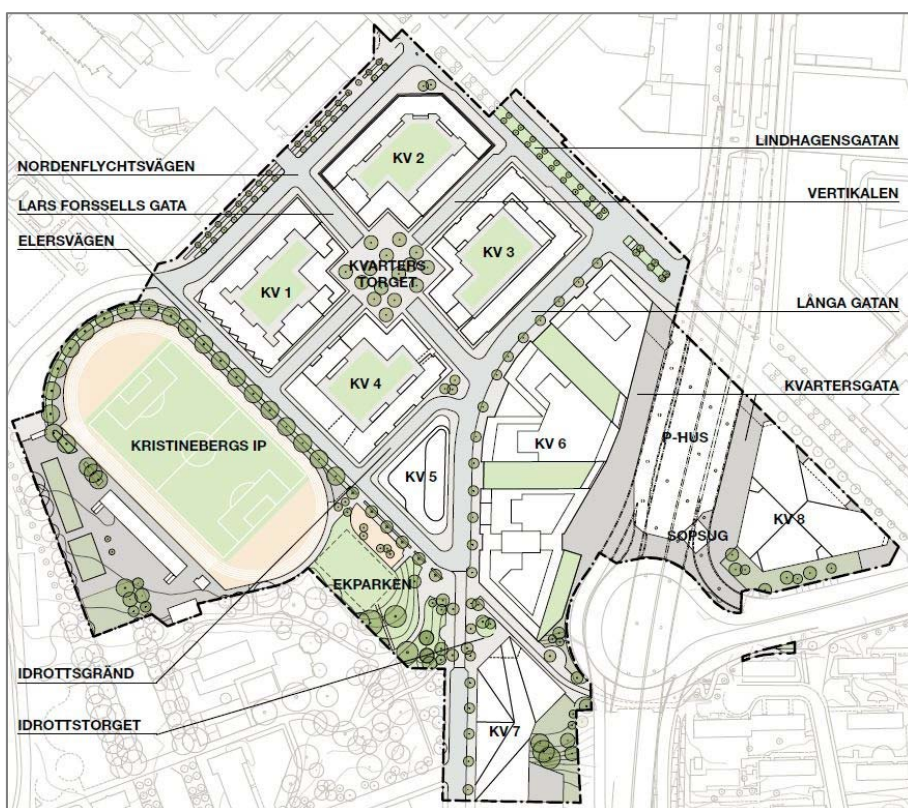 NORDENFLYCHTSVÄGEN
LARS FORSSELLS GATA
ELERSVÄGEN
LINDHAGENSGATAN
VERTIKALEN
LÅNGA GATAN
KVARTERSGATA
KV 2
KV 3
KVARTERS
TORGET
KV 1
KV 4
KRISTINEBERGS IP
KV 5
KV 6
P-HUS
SOPSUG
KV 8
EKPARKEN
IDROTTSGRÄND
IDROTTSTORGET
KV 7